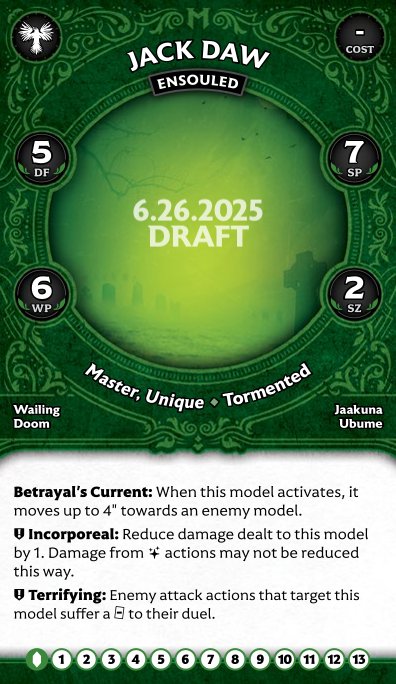 -
COST
JACK DAW
ENSOULED
5
DF
7
SP
6.26.2025
DRAFT
6
WP
2
SZ
Master, Unique ◆ Tormented
Wailing
Doom
Jaakuna
Ubume
Betrayal's Current: When this model activates, it
moves up to 4" towards an enemy model.
Incorporeal: Reduce damage dealt to this model
by 1. Damage from actions may not be reduced
this way.
Terrifying: Enemy attack actions that target this
model suffer a - to their duel.
1 2 3 4 5 6 7 8 9 10 11 12 13